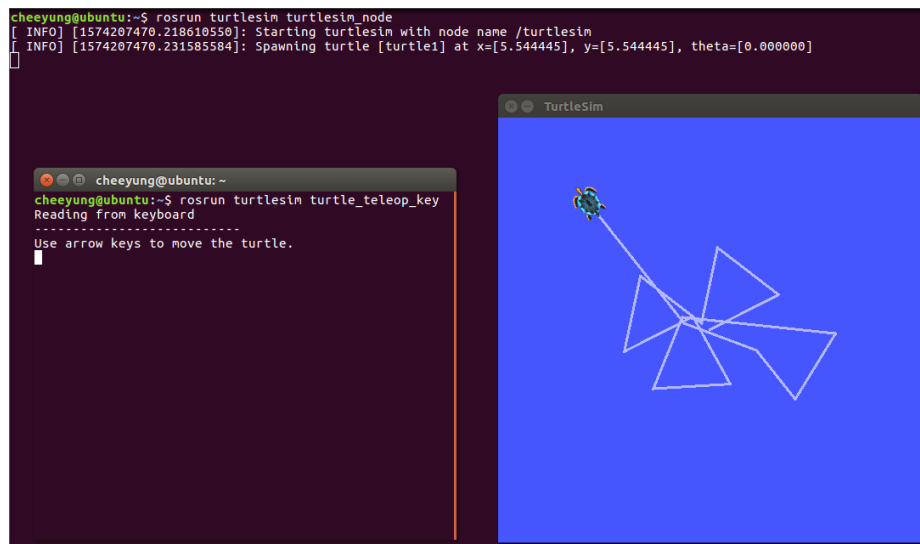 cheeyung@ubuntu:~$ rosrun turtlesim turtlesim_node
[ INFO] [1574207470.218610550]: Starting turtlesim with node name /turtlesim
[ INFO] [1574207470.231585584]: Spawning turtle [turtle1] at x=[5.544445], y=[5.544445], theta=[0.000000]
TurtleSim
cheeyung@ubuntu: ~
cheeyung@ubuntu:~$ rosrun turtlesim turtle_teleop_key
Reading from keyboard
---------------------------
Use arrow keys to move the turtle.